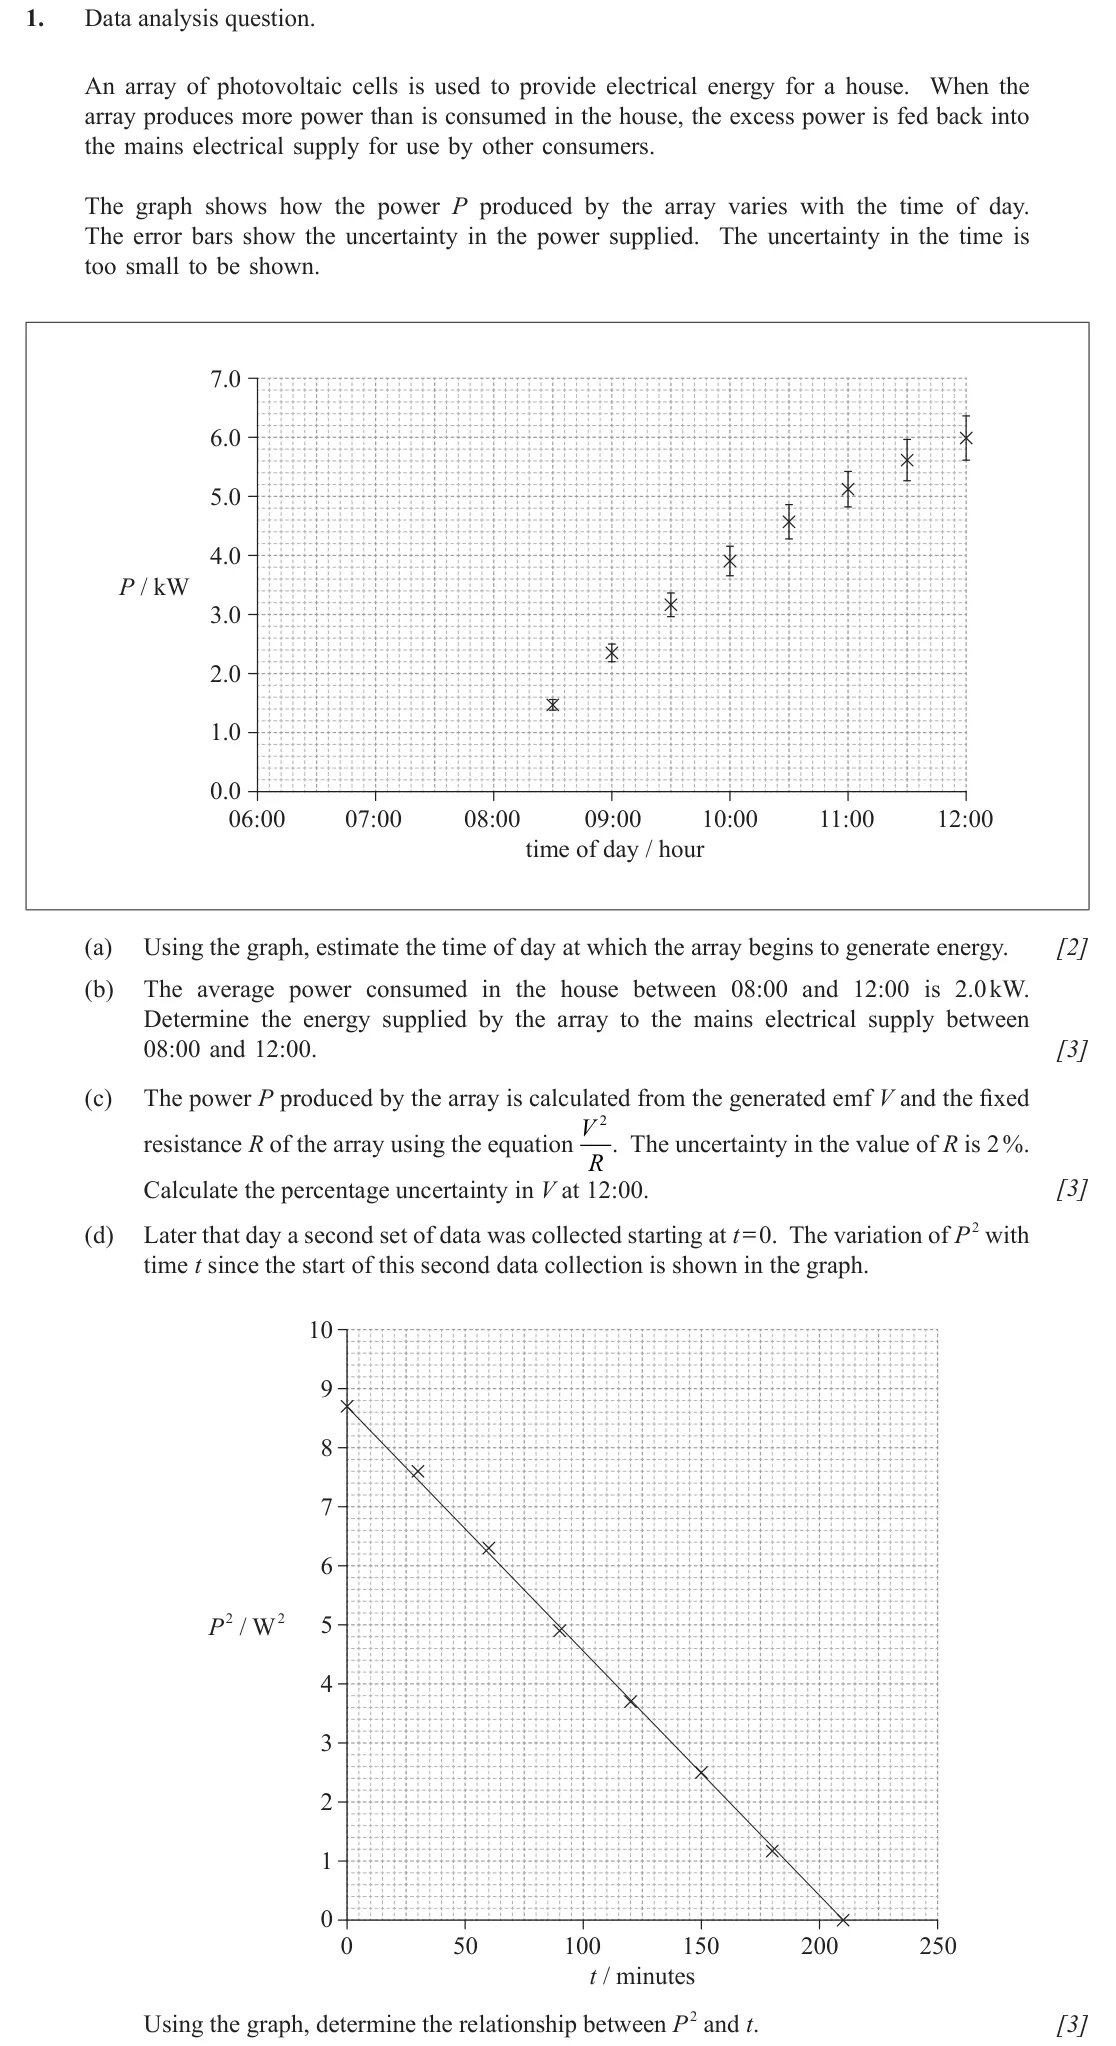 1. Data analysis question.
An array of photovoltaic cells is used to provide electrical energy for a house. When the
array produces more power than is consumed in the house, the excess power is fed back into
the mains electrical supply for use by other consumers.
The graph shows how the power P produced by the array varies with the time of day.
The error bars show the uncertainty in the power supplied. The uncertainty in the time is
too small to be shown.
7.0
6.0
5.0
4.0
P / kW
3.0
2.0
1.0
0.0
06:00 07:00 08:00 09:00 10:00 11:00 12:00
time of day / hour
(a) Using the graph, estimate the time of day at which the array begins to generate energy. [2]
(b) The average power consumed in the house between 08:00 and 12:00 is 2.0kW.
Determine the energy supplied by the array to the mains electrical supply between
08:00 and 12:00. [3]
(c) The power P produced by the array is calculated from the generated emf V and the fixed
resistance R of the array using the equation V²/R. The uncertainty in the value of R is 2%.
Calculate the percentage uncertainty in V at 12:00. [3]
(d) Later that day a second set of data was collected starting at t=0. The variation of P² with
time t since the start of this second data collection is shown in the graph.
10
9
8
7
6
P² / W² 5
4
3
2
1
0
0 50 100 150 200 250
t / minutes
Using the graph, determine the relationship between P² and t. [3]